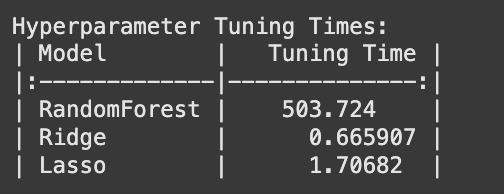 Hyperparameter Tuning Times:
| Model        |   Tuning Time |
|:-------------|--------------:|
| RandomForest |    503.724    |
| Ridge        |      0.665907 |
| Lasso        |      1.70682  |